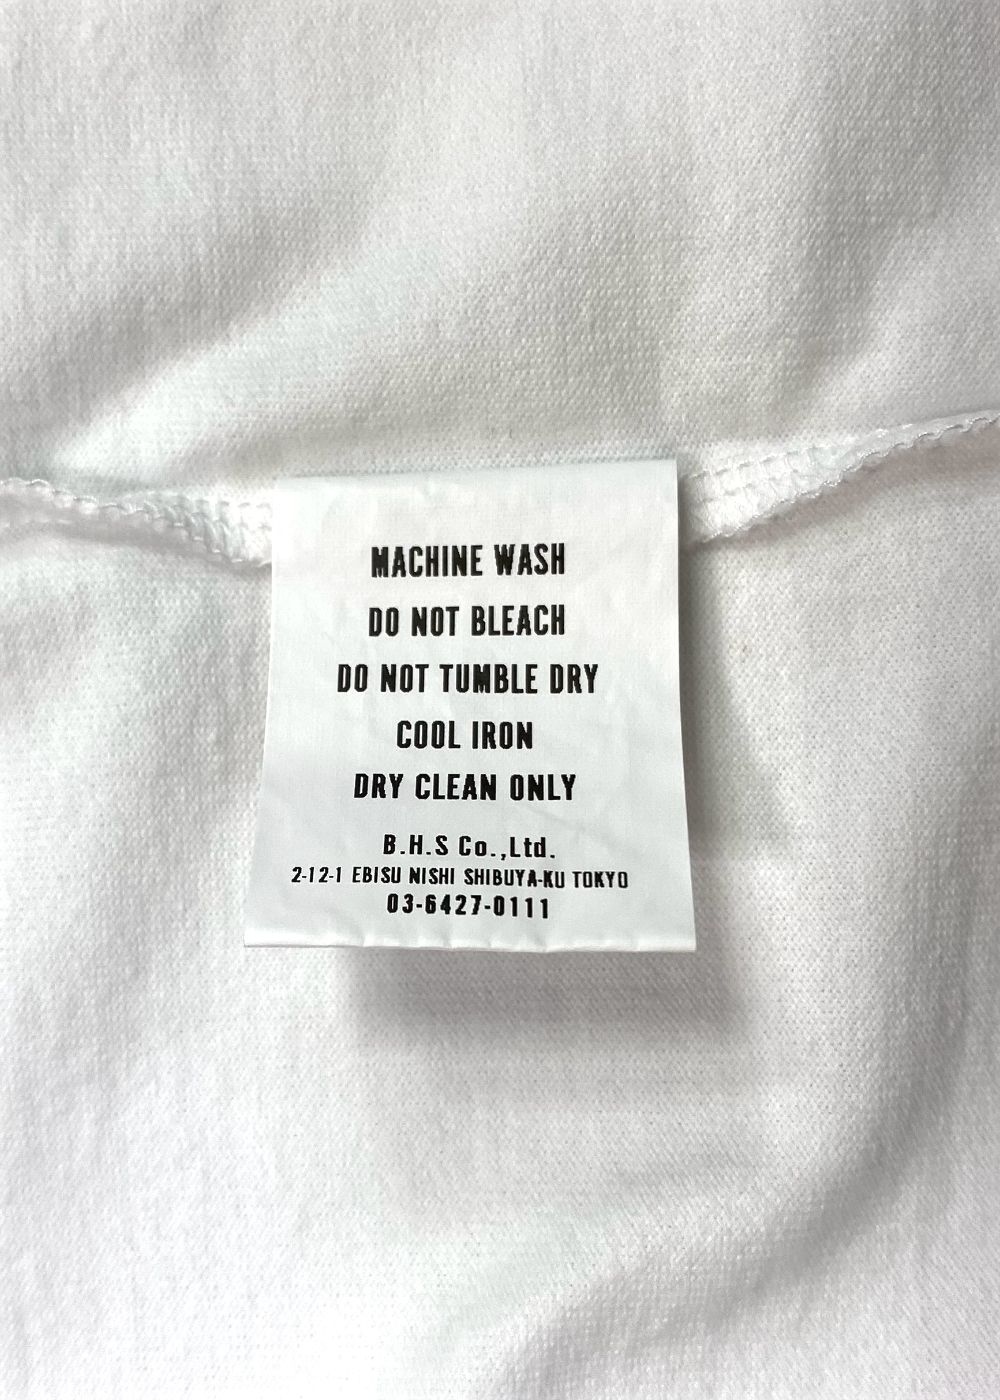 MACHINE WASH
DO NOT BLEACH
DO NOT TUMBLE DRY
COOL IRON
DRY CLEAN ONLY
B.H.S Co.,Ltd.
2-12-1 EBISU NISHI SHIBUYA-KU TOKYO
03-6427-0111